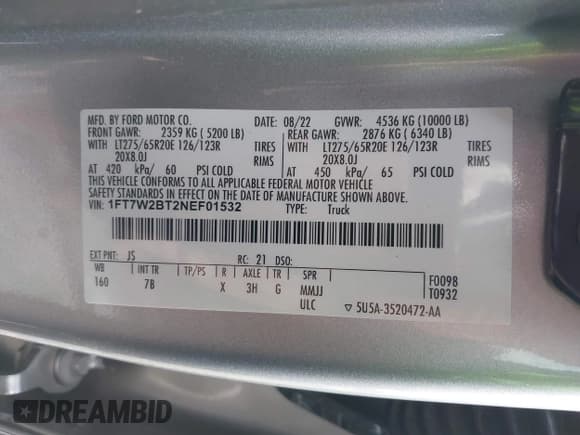 MFD. BY FORD MOTOR CO. DATE: 08/22 GVWR: 4536 KG (10000 LB)
FRONT GAWR: 2359 KG ( 5200 LB) REAR GAWR: 2876 KG ( 6340 LB)
WITH LT275/65R20E 126/123R TIRES WITH LT275/65R20E 126/123R TIRES
20X8.0J RIMS 20X8.0J RIMS
AT 420 kPa/ 60 PSI COLD AT 450 kPa/ 65 PSI COLD
THIS VEHICLE CONFORMS TO ALL APPLICABLE FEDERAL MOTOR VEHICLE
SAFETY STANDARDS IN EFFECT ON THE DATE OF MANUFACTURE SHOWN ABOVE.
VIN: 1FT7W2BT2NEF01532 TYPE: Truck
EXT PNT: JS RC: 21 DSO:
WB INT TR TP/PS R AXLE TR SPR F0098
160 7B X 3H G MMJJ T0932
ULC ▽ 5U5A-3520472-AA
DREAMBID